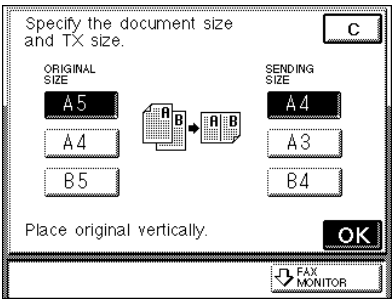 Specify the document size
and TX size.
C
ORIGINAL
SIZE
SENDING
SIZE
A5
A4
A B
A B
A4
A3
B5
B4
Place original vertically.
OK
FAX
MONITOR